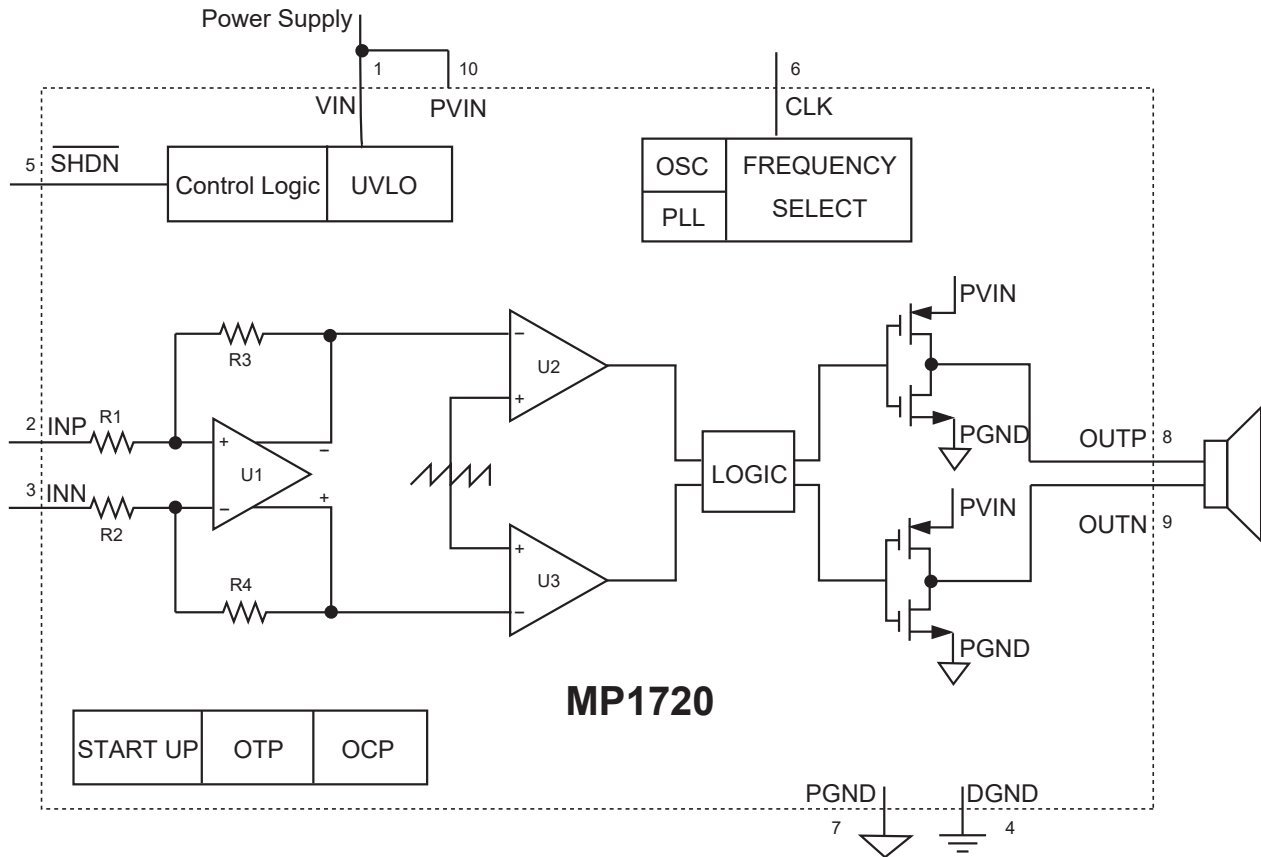 Power Supply
1
10
6
VIN
PVIN
CLK
5
SHDN
Control Logic
UVLO
OSC
PLL
FREQUENCY
SELECT
PVIN
R3
−
U2
+
2
INP
R1
+
−
U1
PGND
OUTP
8
LOGIC
3
INN
R2
−
+
PVIN
OUTN
9
+
U3
−
R4
PGND
MP1720
START UP
OTP
OCP
PGND
DGND
7
4